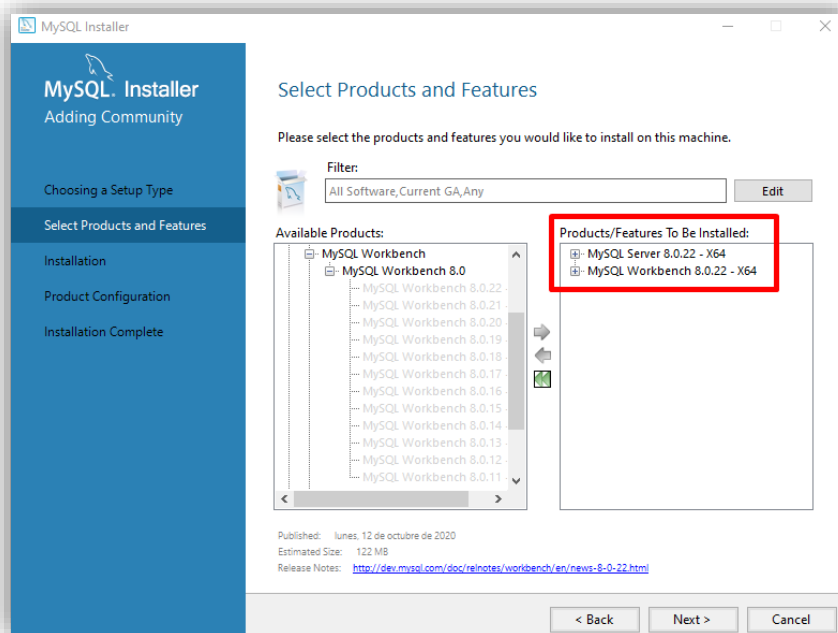 MySQL Installer
MySQL. Installer
Adding Community
Choosing a Setup Type
Select Products and Features
Installation
Product Configuration
Installation Complete
Select Products and Features
Please select the products and features you would like to install on this machine.
Filter:
All Software,Current GA,Any
Edit
Available Products:
MySQL Workbench
MySQL Workbench 8.0
MySQL Workbench 8.0.22 -
MySQL Workbench 8.0.21 -
MySQL Workbench 8.0.20 -
MySQL Workbench 8.0.19 -
MySQL Workbench 8.0.18 -
MySQL Workbench 8.0.17 -
MySQL Workbench 8.0.16 -
MySQL Workbench 8.0.15 -
MySQL Workbench 8.0.14 -
MySQL Workbench 8.0.13 -
MySQL Workbench 8.0.12 -
MySQL Workbench 8.0.11 -
Products/Features To Be Installed:
MySQL Server 8.0.22 - X64
MySQL Workbench 8.0.22 - X64
Published: lunes, 12 de octubre de 2020
Estimated Size: 122 MB
Release Notes: http://dev.mysql.com/doc/relnotes/workbench/en/news-8-0-22.html
< Back
Next >
Cancel